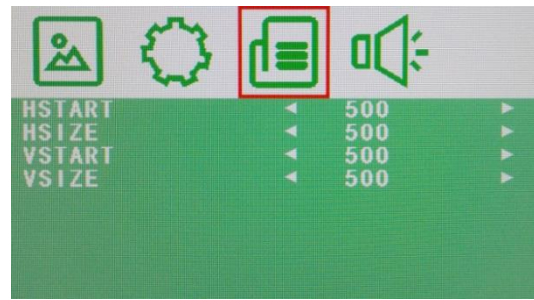 HSTART ◄ 500 ►
HSIZE ◄ 500 ►
VSTART ◄ 500 ►
VSIZE ◄ 500 ►